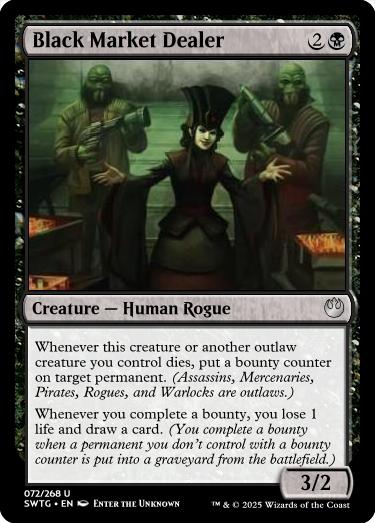 Black Market Dealer 2
Creature — Human Rogue
Whenever this creature or another outlaw
creature you control dies, put a bounty counter
on target permanent. (Assassins, Mercenaries,
Pirates, Rogues, and Warlocks are outlaws.)
Whenever you complete a bounty, you lose 1
life and draw a card. (You complete a bounty
when a permanent you don't control with a bounty
counter is put into a graveyard from the battlefield.)
3/2
072/268 U
SWTG • EN Enter the Unknown ™ & © 2025 Wizards of the Coast